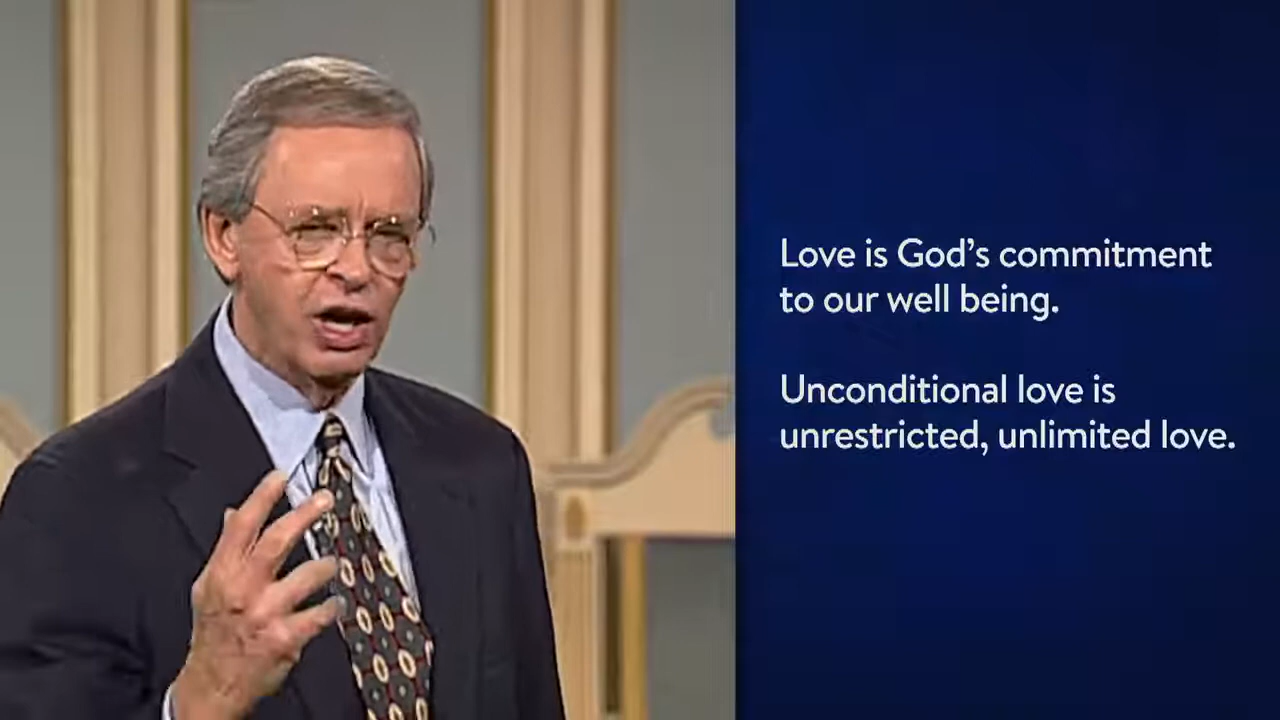 Love is God’s commitment
to our well being.
Unconditional love is
unrestricted, unlimited love.